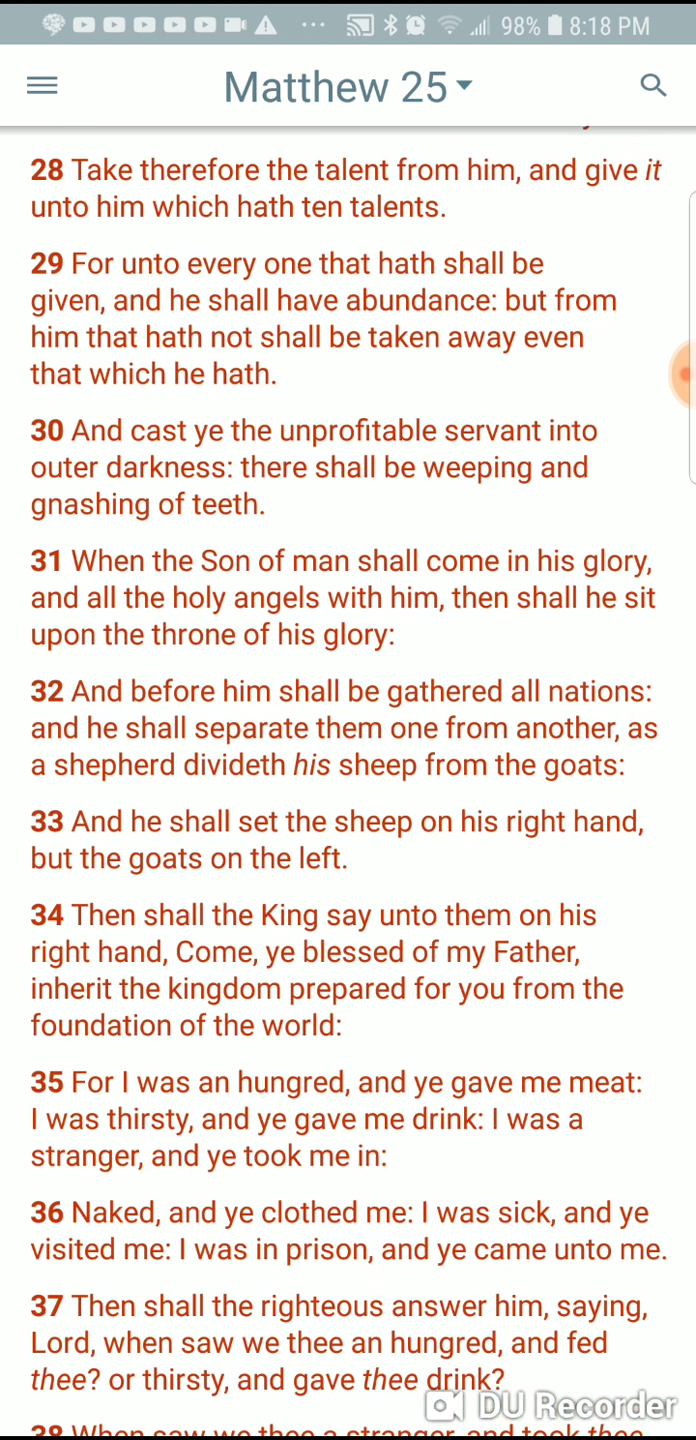 98% 8:18 PM
Matthew 25
28 Take therefore the talent from him, and give it
unto him which hath ten talents.
29 For unto every one that hath shall be
given, and he shall have abundance: but from
him that hath not shall be taken away even
that which he hath.
30 And cast ye the unprofitable servant into
outer darkness: there shall be weeping and
gnashing of teeth.
31 When the Son of man shall come in his glory,
and all the holy angels with him, then shall he sit
upon the throne of his glory:
32 And before him shall be gathered all nations:
and he shall separate them one from another, as
a shepherd divideth his sheep from the goats:
33 And he shall set the sheep on his right hand,
but the goats on the left.
34 Then shall the King say unto them on his
right hand, Come, ye blessed of my Father,
inherit the kingdom prepared for you from the
foundation of the world:
35 For I was an hungred, and ye gave me meat:
I was thirsty, and ye gave me drink: I was a
stranger, and ye took me in:
36 Naked, and ye clothed me: I was sick, and ye
visited me: I was in prison, and ye came unto me.
37 Then shall the righteous answer him, saying,
Lord, when saw we thee an hungred, and fed
thee? or thirsty, and gave thee drink?
DU Recorder
38 When saw we thee a stranger, and took thee